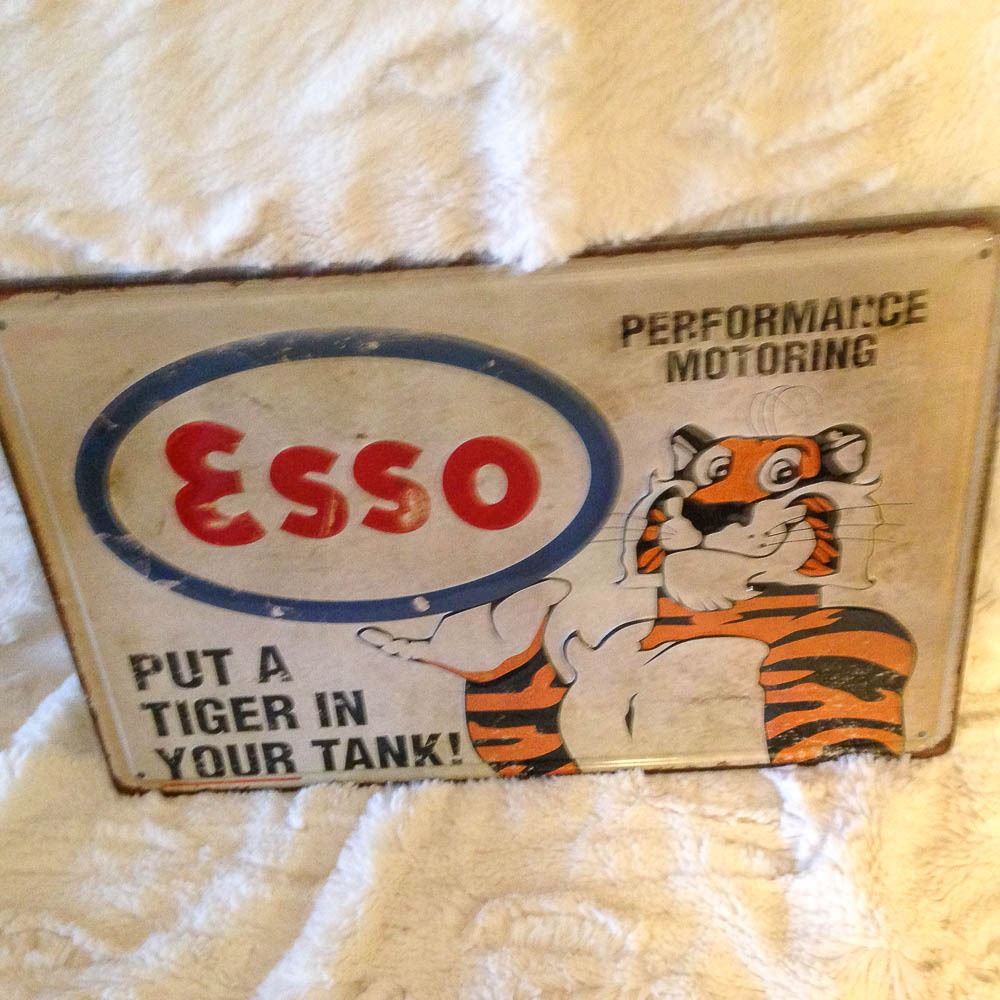 PERFORMANCE
MOTORING
Esso
PUT A
TIGER IN
YOUR TANK!